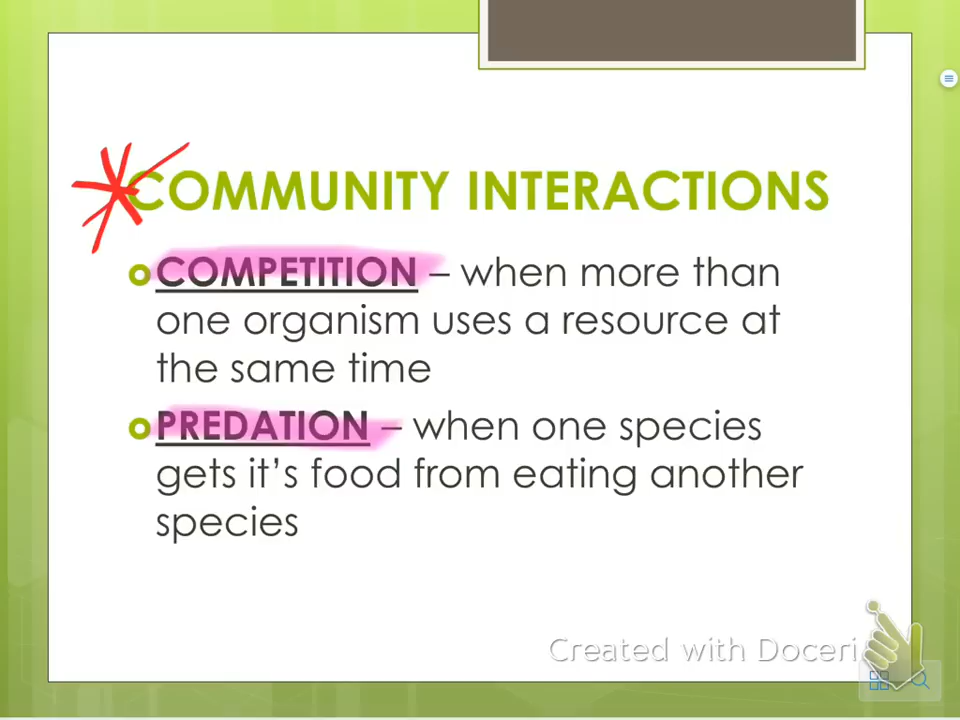 COMMUNITY INTERACTIONS
COMPETITION – when more than
one organism uses a resource at
the same time
PREDATION – when one species
gets it's food from eating another
species
Created with Doceri